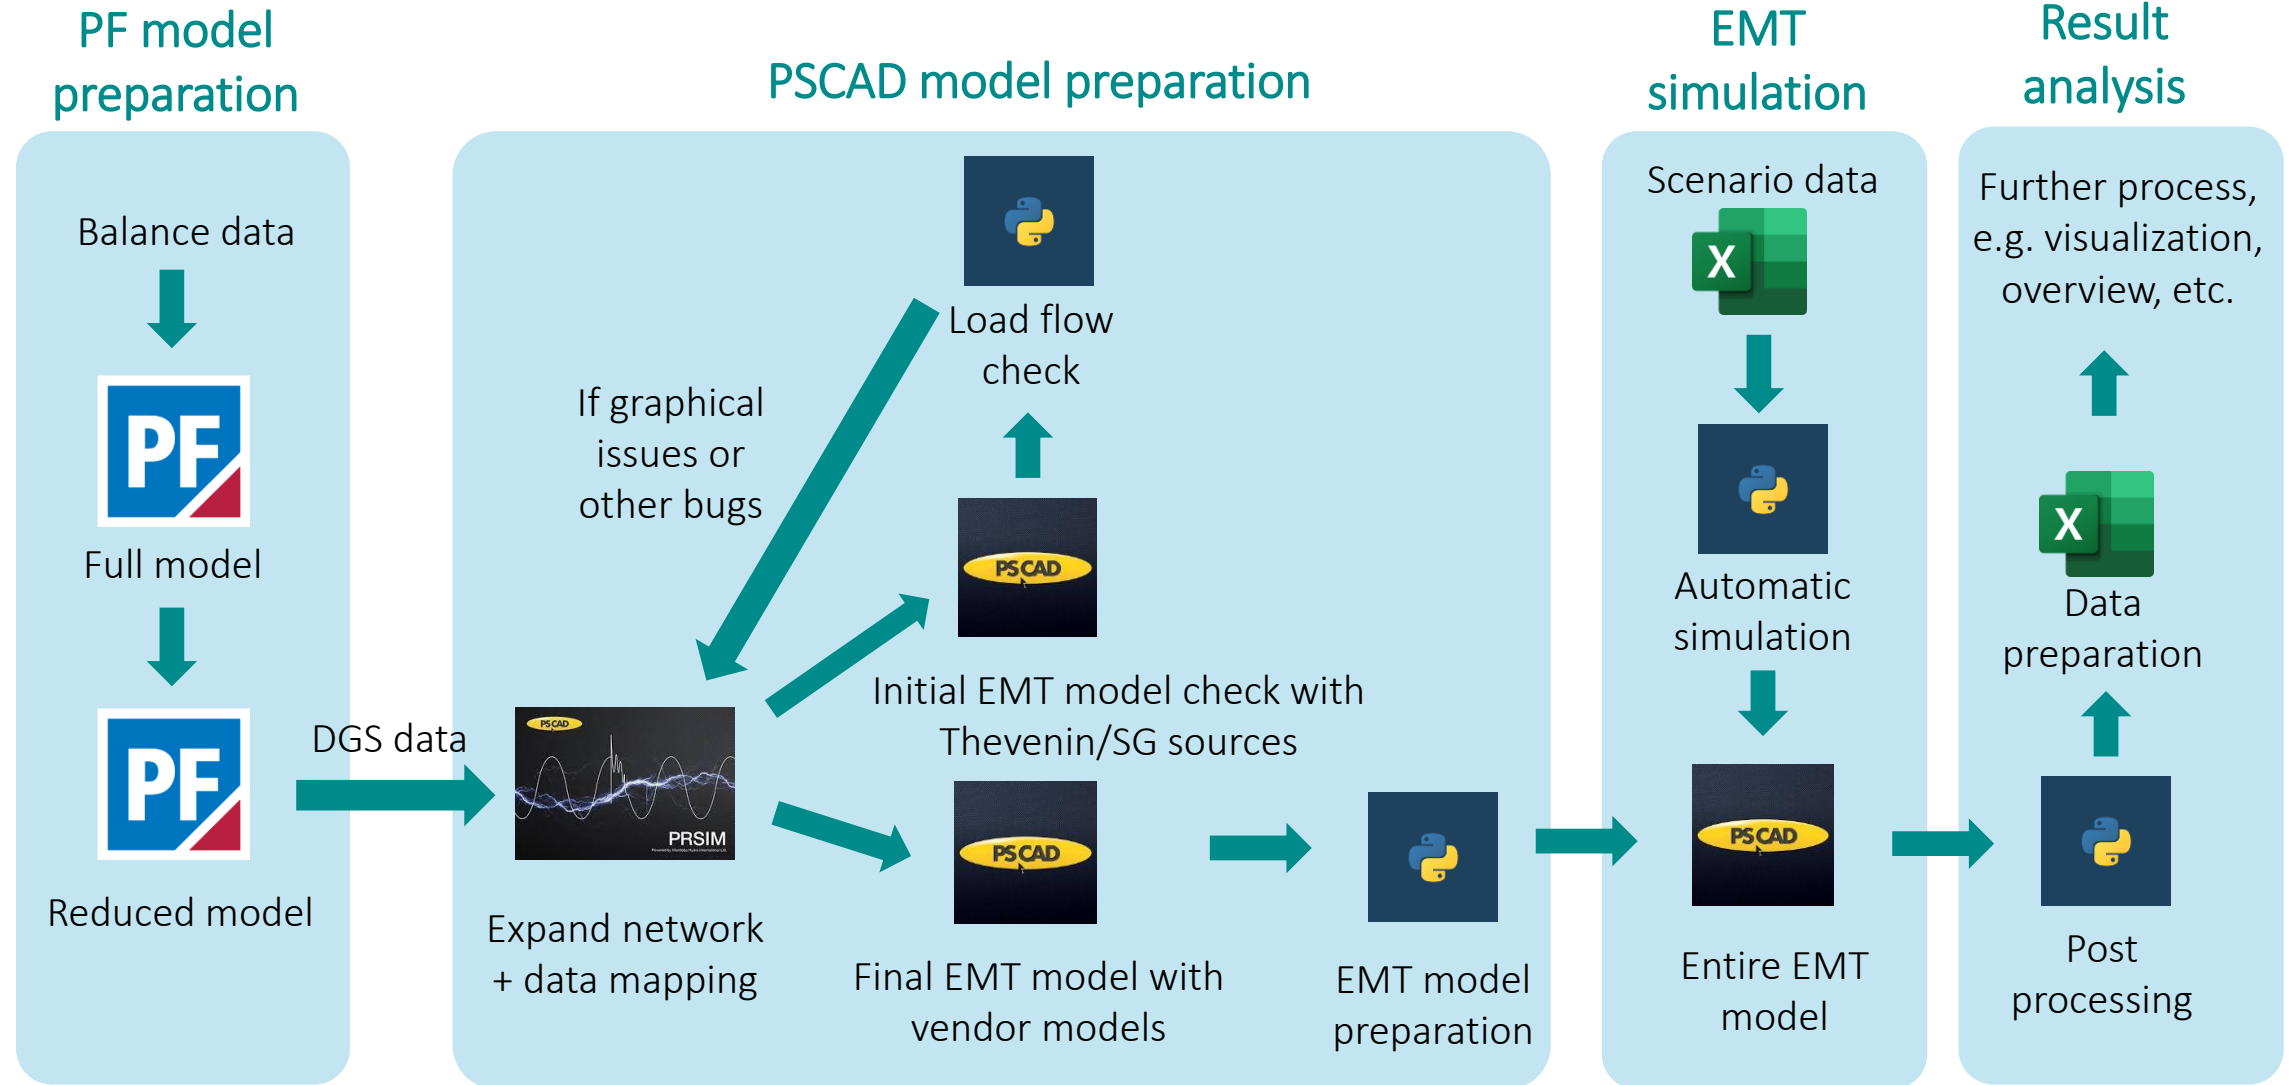 PF model
preparation
Balance data
PF
Full model
PF
Reduced model
DGS data
PSCAD model preparation
Load flow
check
If graphical
issues or
other bugs
PSCAD
Initial EMT model check with
Thevenin/SG sources
PSCAD
PRSIM
Expand network
+ data mapping
PSCAD
Final EMT model with
vendor models
EMT model
preparation
EMT
simulation
Scenario data
X
Automatic
simulation
PSCAD
Entire EMT
model
Result
analysis
Further process,
e.g. visualization,
overview, etc.
X
Data
preparation
Post
processing